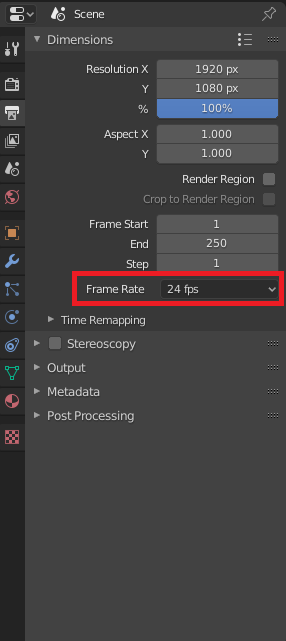 Scene
Dimensions
Resolution X 1920 px
Y 1080 px
% 100%
Aspect X 1.000
Y 1.000
Render Region
Crop to Render Region
Frame Start 1
End 250
Step 1
Frame Rate 24 fps
Time Remapping
Stereoscopy
Output
Metadata
Post Processing